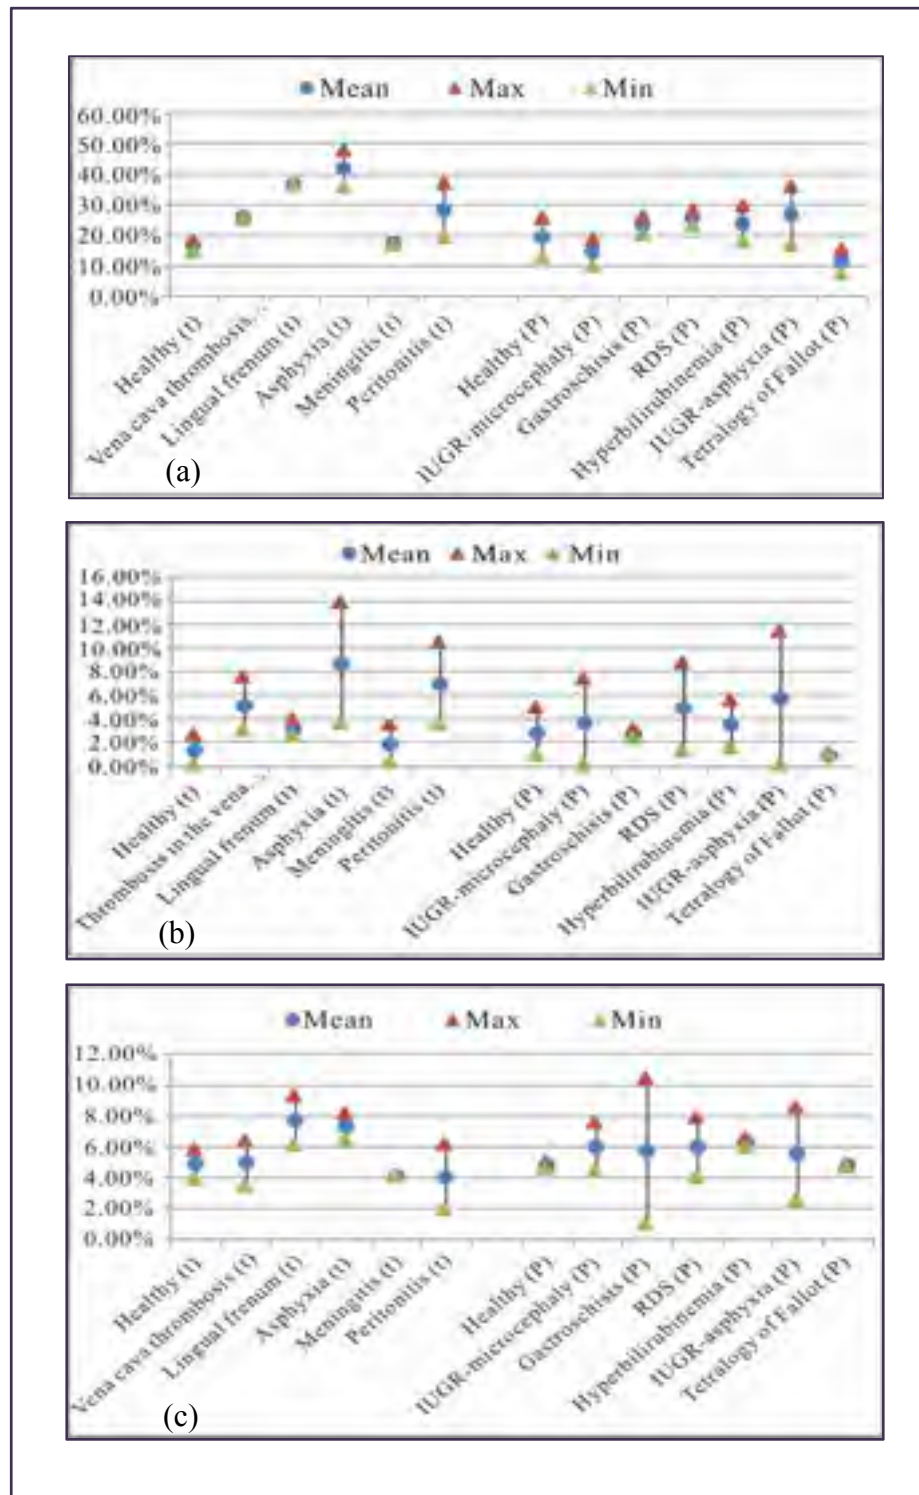 Mean Max Min
60.00%
50.00%
40.00%
30.00%
20.00%
10.00%
0.00%
Healthy (t)
Vena cava thrombosis...
Lingual frenum (t)
Asphyxia (t)
Meningitis (t)
Peritonitis (t)
Healthy (P)
IUGR-microcephaly (P)
Gastroschisis (P)
RDS (P)
Hyperbilirubinemia (P)
IUGR-asphyxia (P)
Tetralogy of Fallot (P)
(a)
Mean Max Min
16.00%
14.00%
12.00%
10.00%
8.00%
6.00%
4.00%
2.00%
0.00%
Healthy (t)
Thrombosis in the vena...
Lingual frenum (t)
Asphyxia (t)
Meningitis (t)
Peritonitis (t)
Healthy (P)
IUGR-microcephaly (P)
Gastroschisis (P)
RDS (P)
Hyperbilirubinemia (P)
IUGR-asphyxia (P)
Tetralogy of Fallot (P)
(b)
Mean Max Min
12.00%
10.00%
8.00%
6.00%
4.00%
2.00%
0.00%
Healthy (t)
Vena cava thrombosis (t)
Lingual frenum (t)
Asphyxia (t)
Meningitis (t)
Peritonitis (t)
Healthy (P)
IUGR-microcephaly (P)
Gastroschisis (P)
RDS (P)
Hyperbilirubinemia (P)
IUGR-asphyxia (P)
Tetralogy of Fallot (P)
(c)